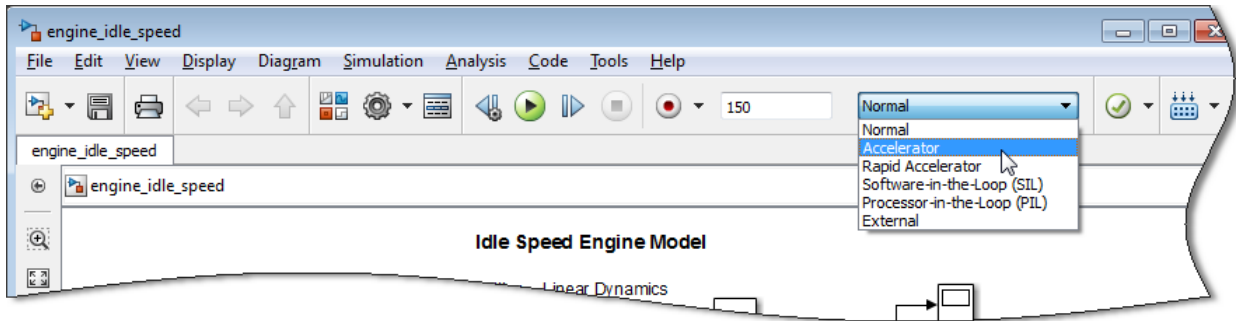 engine_idle_speed
File Edit View Display Diagram Simulation Analysis Code Tools Help
150 Normal
Normal
Accelerator
Rapid Accelerator
Software-in-the-Loop (SIL)
Processor-in-the-Loop (PIL)
External
engine_idle_speed
engine_idle_speed
Idle Speed Engine Model
Linear Dynamics